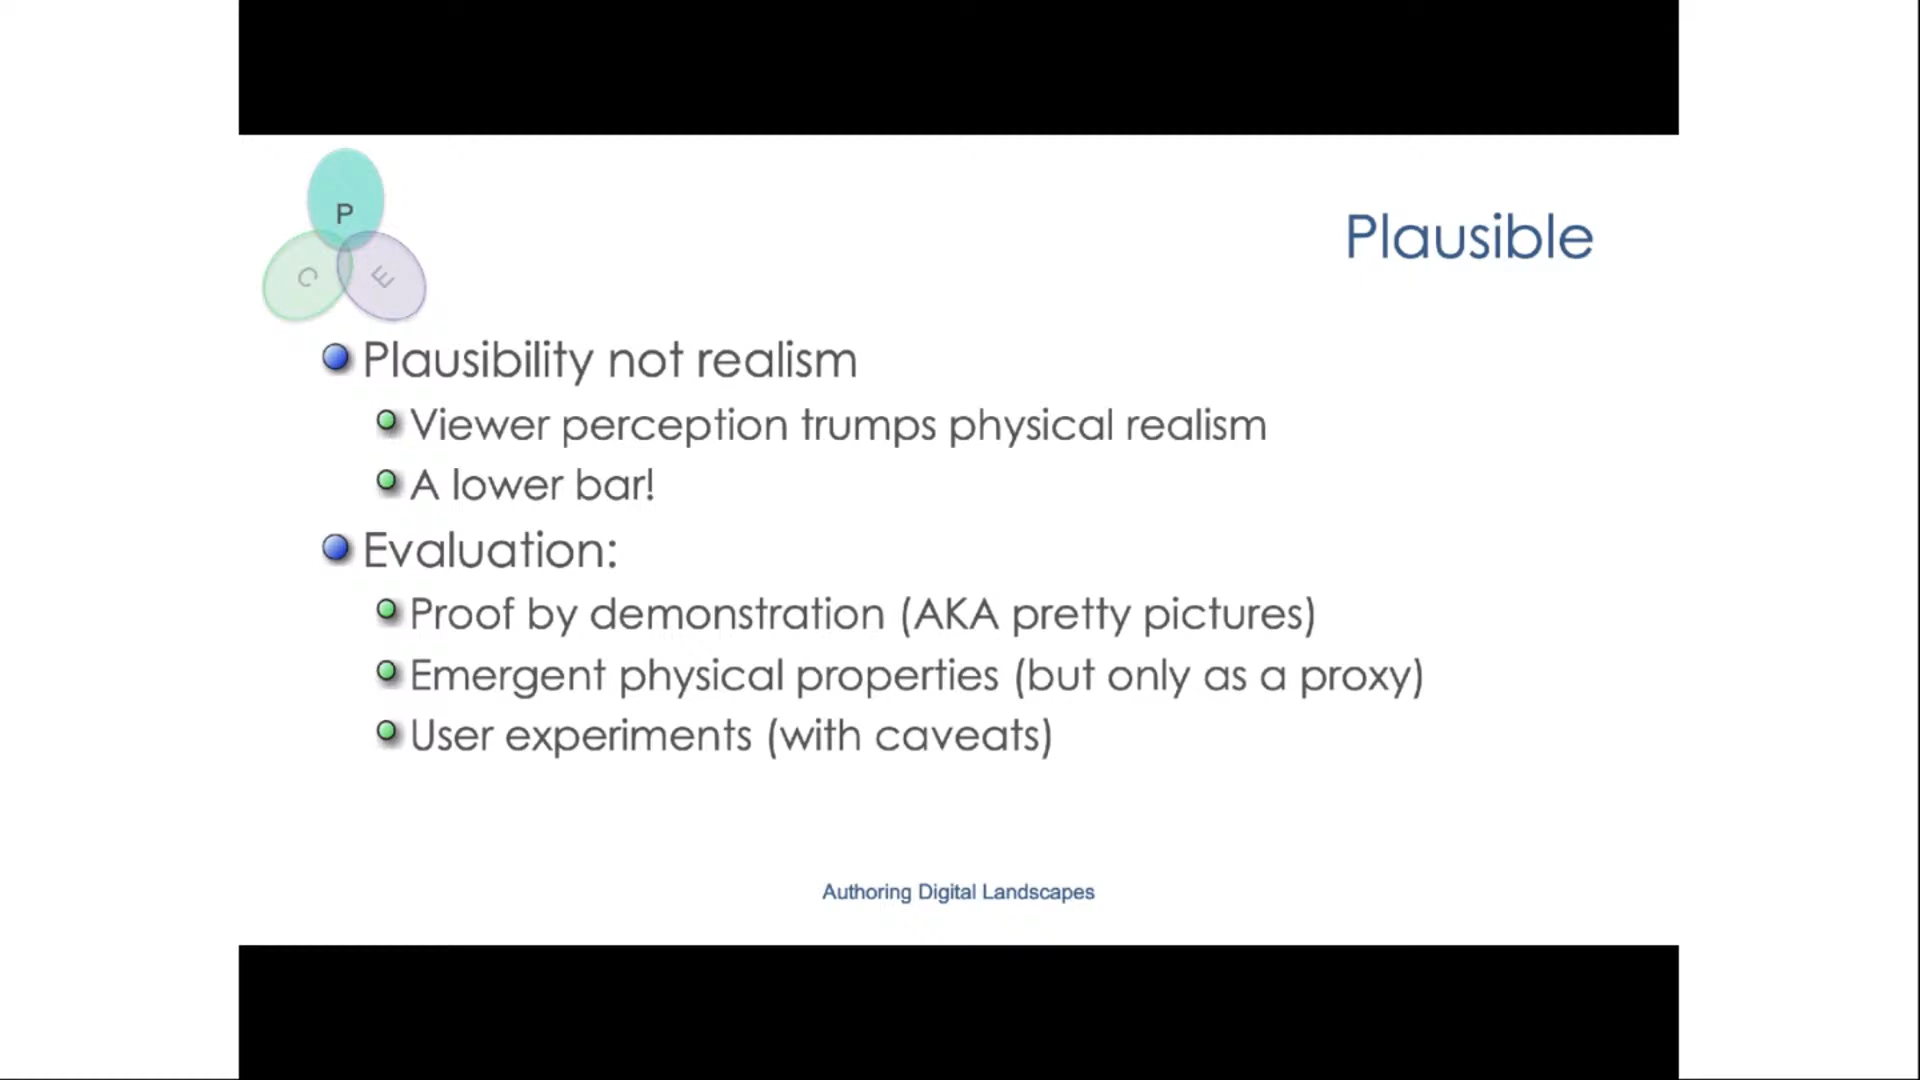 P
C
E
Plausible
Plausibility not realism
Viewer perception trumps physical realism
A lower bar!
Evaluation:
Proof by demonstration (AKA pretty pictures)
Emergent physical properties (but only as a proxy)
User experiments (with caveats)
Authoring Digital Landscapes